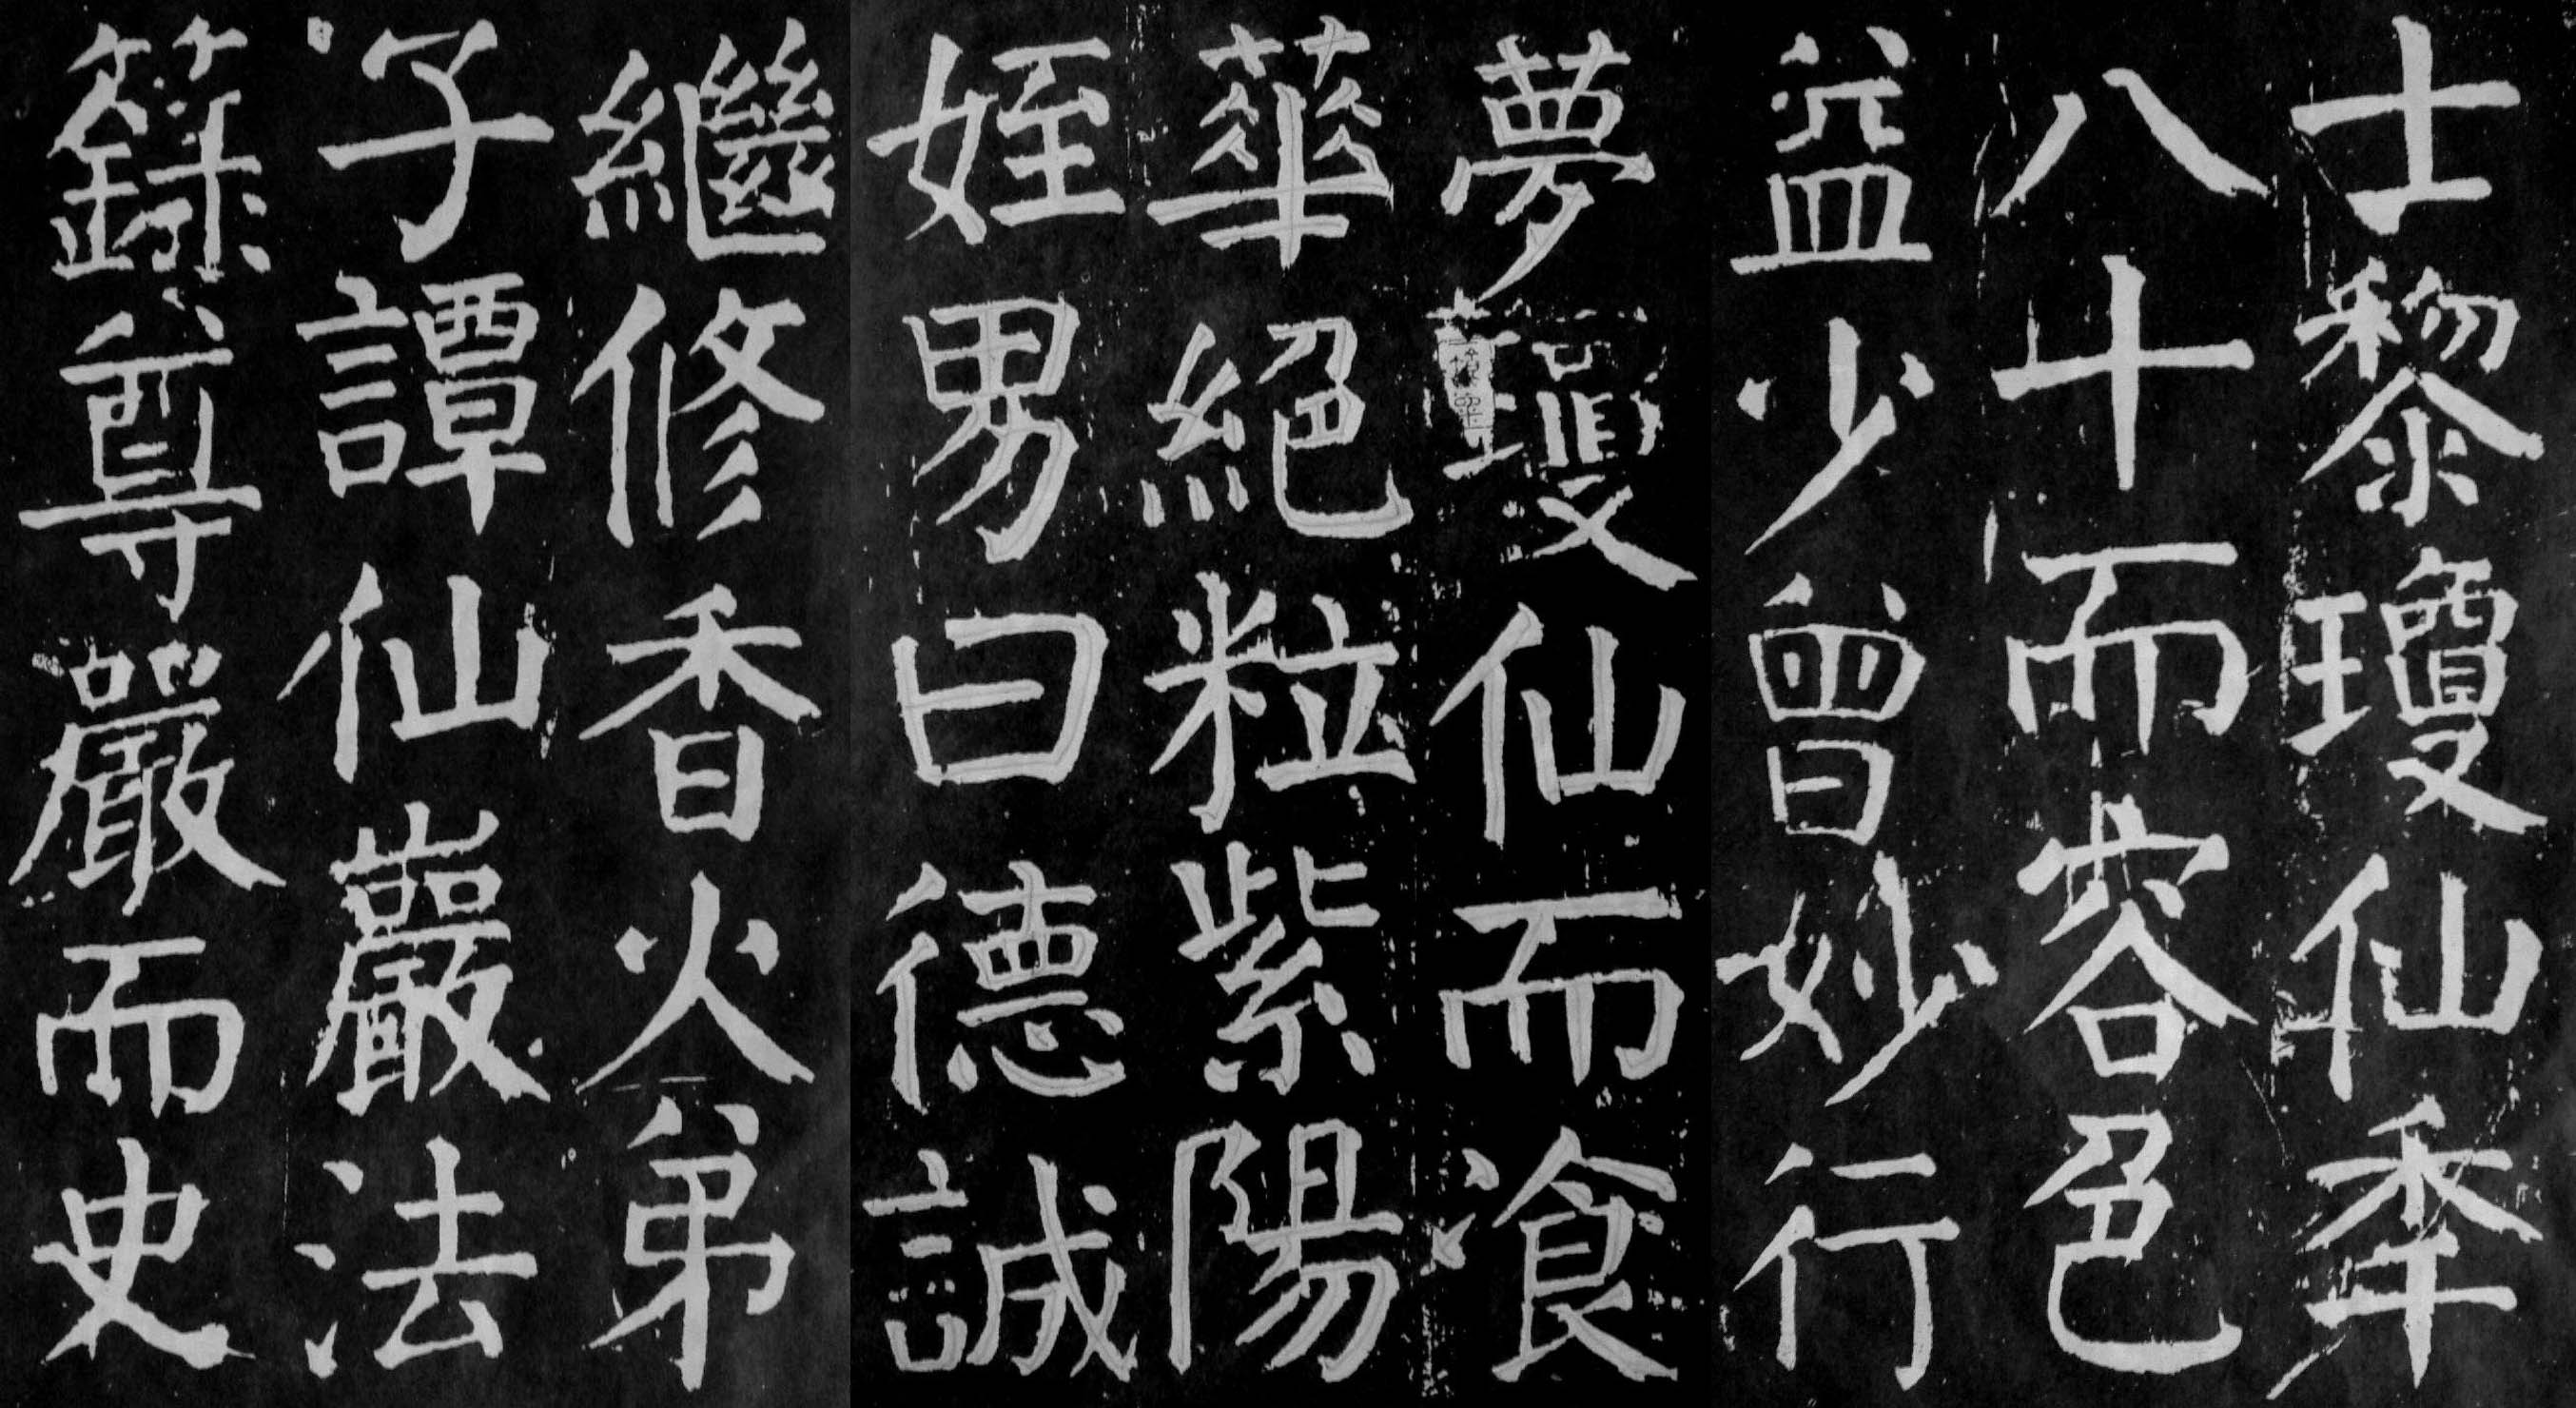 士黎瓊仙秊
八十而容色
益少曾妙行
夢瓊仙而飡
華絕粒紫陽
姪男曰德誠
繼修香火弟
子譚仙巖法
籙尊嚴而史